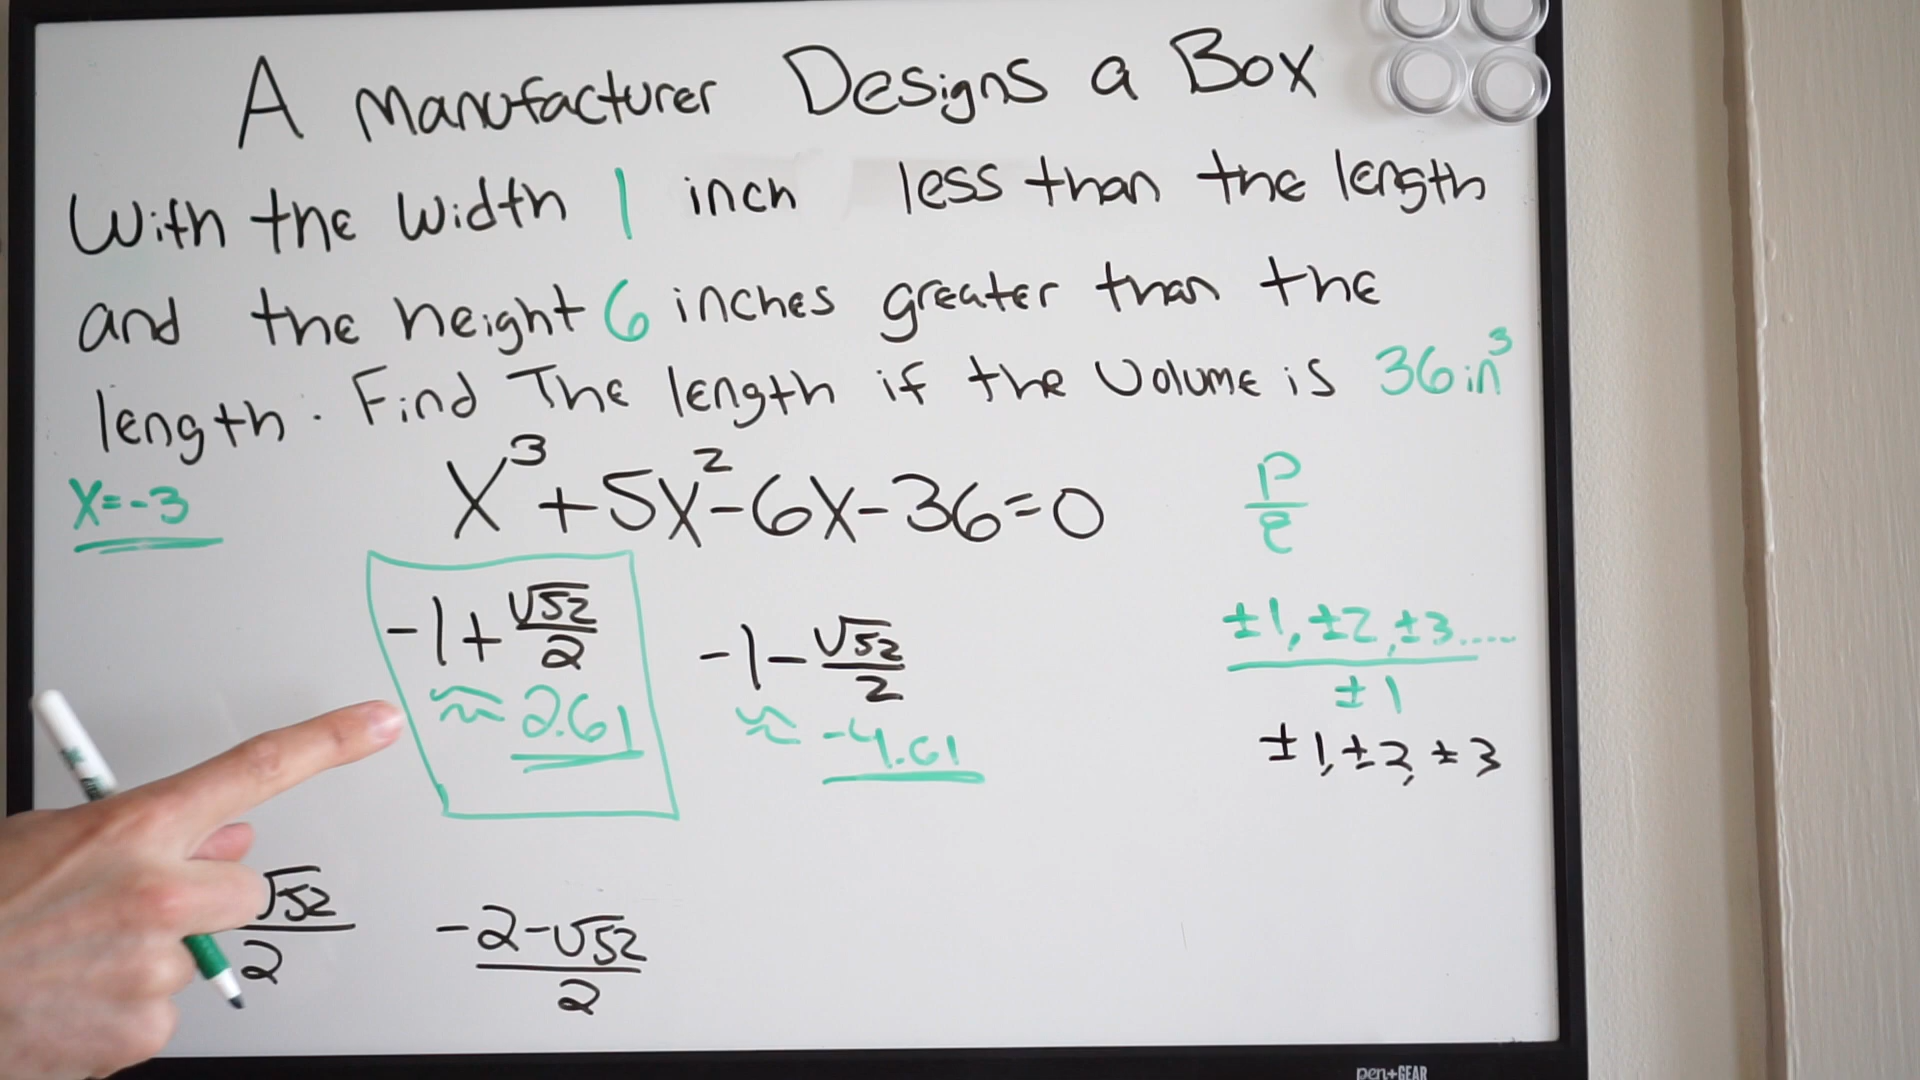 A Manufacturer Designs a Box
With the width 1 inch less than the length
and the height 6 inches greater than the
length. Find The length if the Volume is 36in³
x=-3
x³+5x²-6x-36=0
p/q
-1+√52/2
≈ 2.61
-1-√52/2
≈ -4.61
±1, ±2, ±3....
±1
±1, ±2, ±3
√52/2
-2-√52/2
pen+GEAR